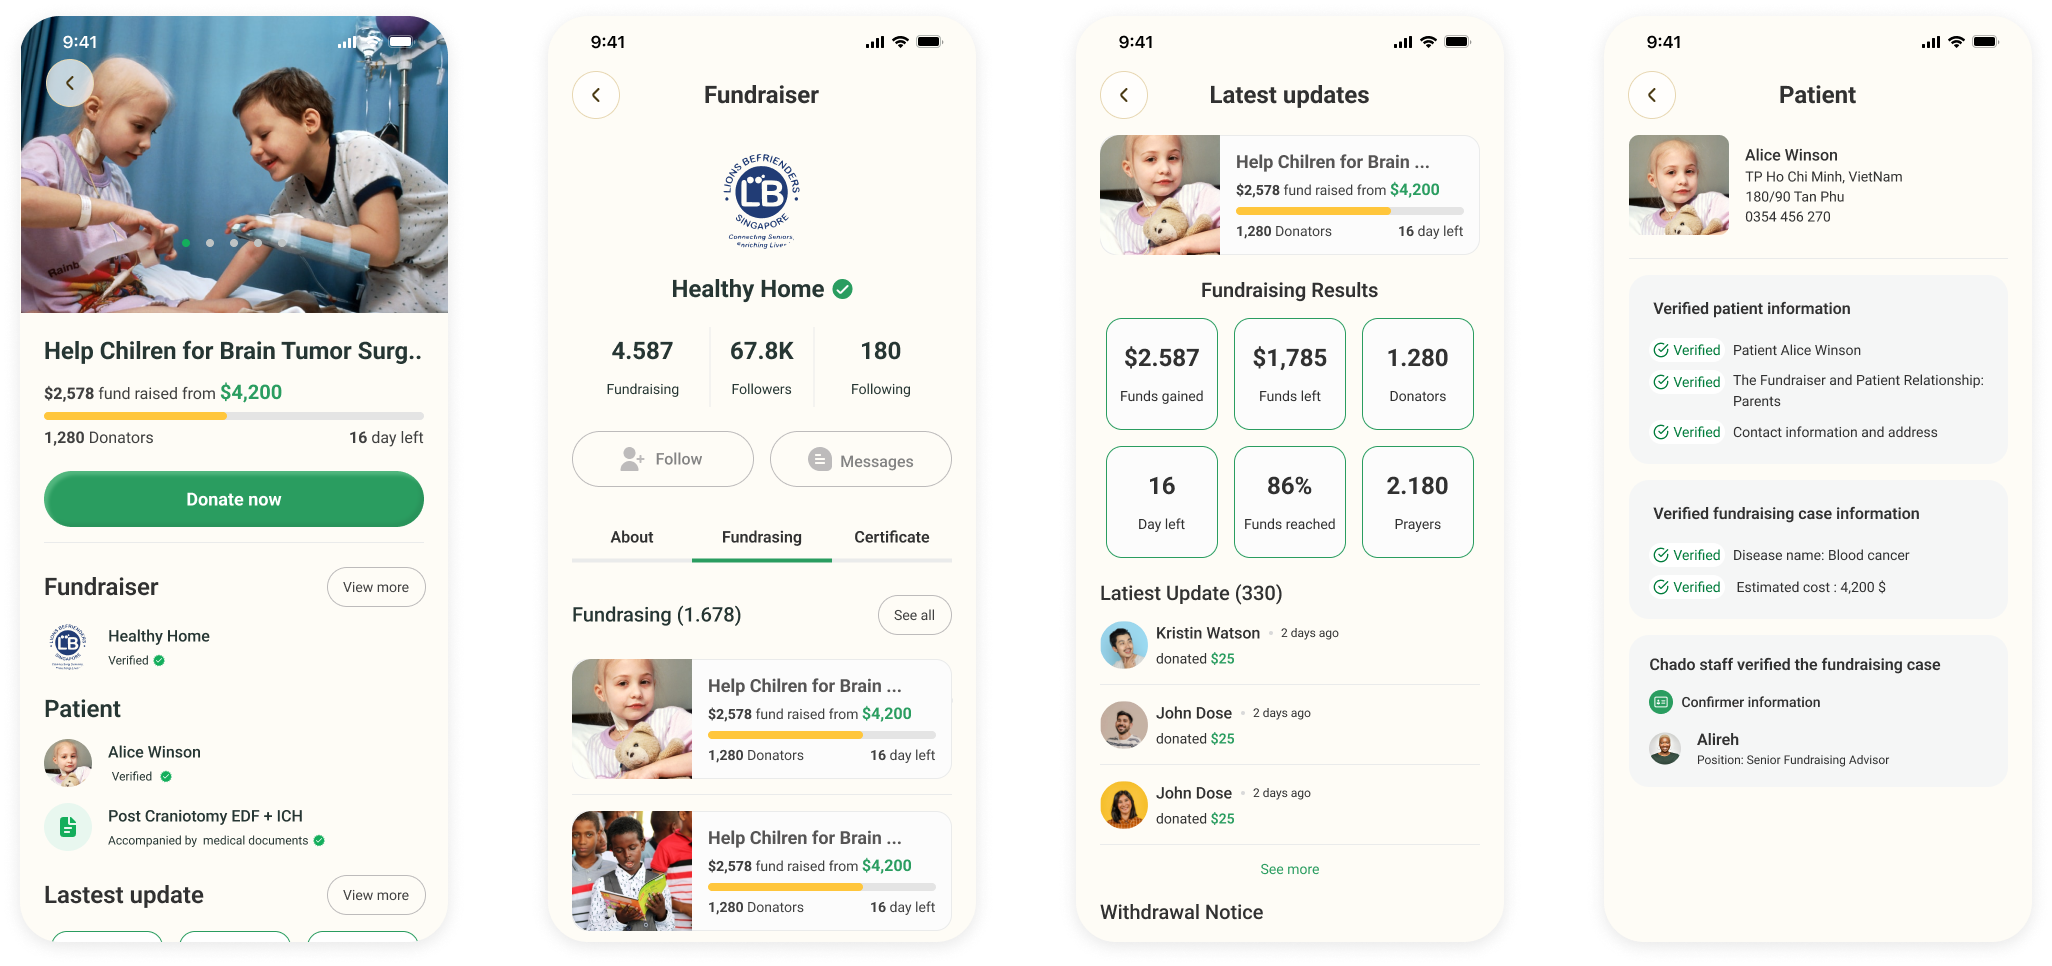 9:41
Rainb
Help Chilren for Brain Tumor Surg..
$2,578 fund raised from $4,200
1,280 Donators
16 day left
Donate now
Fundraiser
View more
LIONS BEFRIENDERS
LB
SINGAPORE
Healthy Home
Verified
Patient
Alice Winson
Verified
Post Craniotomy EDF + ICH
Accompanied by medical documents
Lastest update
View more
9:41
Fundraiser
LIONS BEFRIENDERS
LB
SINGAPORE
Connecting Seniors,
Enriching Lives
Healthy Home
4.587
Fundraising
67.8K
Followers
180
Following
Follow
Messages
About
Fundrasing
Certificate
Fundrasing (1.678)
See all
Help Chilren for Brain ...
$2,578 fund raised from $4,200
1,280 Donators
16 day left
Help Chilren for Brain ...
$2,578 fund raised from $4,200
1,280 Donators
16 day left
9:41
Latest updates
Help Chilren for Brain ...
$2,578 fund raised from $4,200
1,280 Donators
16 day left
Fundraising Results
$2.587
Funds gained
$1,785
Funds left
1.280
Donators
16
Day left
86%
Funds reached
2.180
Prayers
Latiest Update (330)
Kristin Watson • 2 days ago
donated $25
John Dose • 2 days ago
donated $25
John Dose • 2 days ago
donated $25
See more
Withdrawal Notice
9:41
Patient
Alice Winson
TP Ho Chi Minh, VietNam
180/90 Tan Phu
0354 456 270
Verified patient information
Verified Patient Alice Winson
Verified The Fundraiser and Patient Relationship:
Parents
Verified Contact information and address
Verified fundraising case information
Verified Disease name: Blood cancer
Verified Estimated cost : 4,200 $
Chado staff verified the fundraising case
Confirmer information
Alireh
Position: Senior Fundraising Advisor